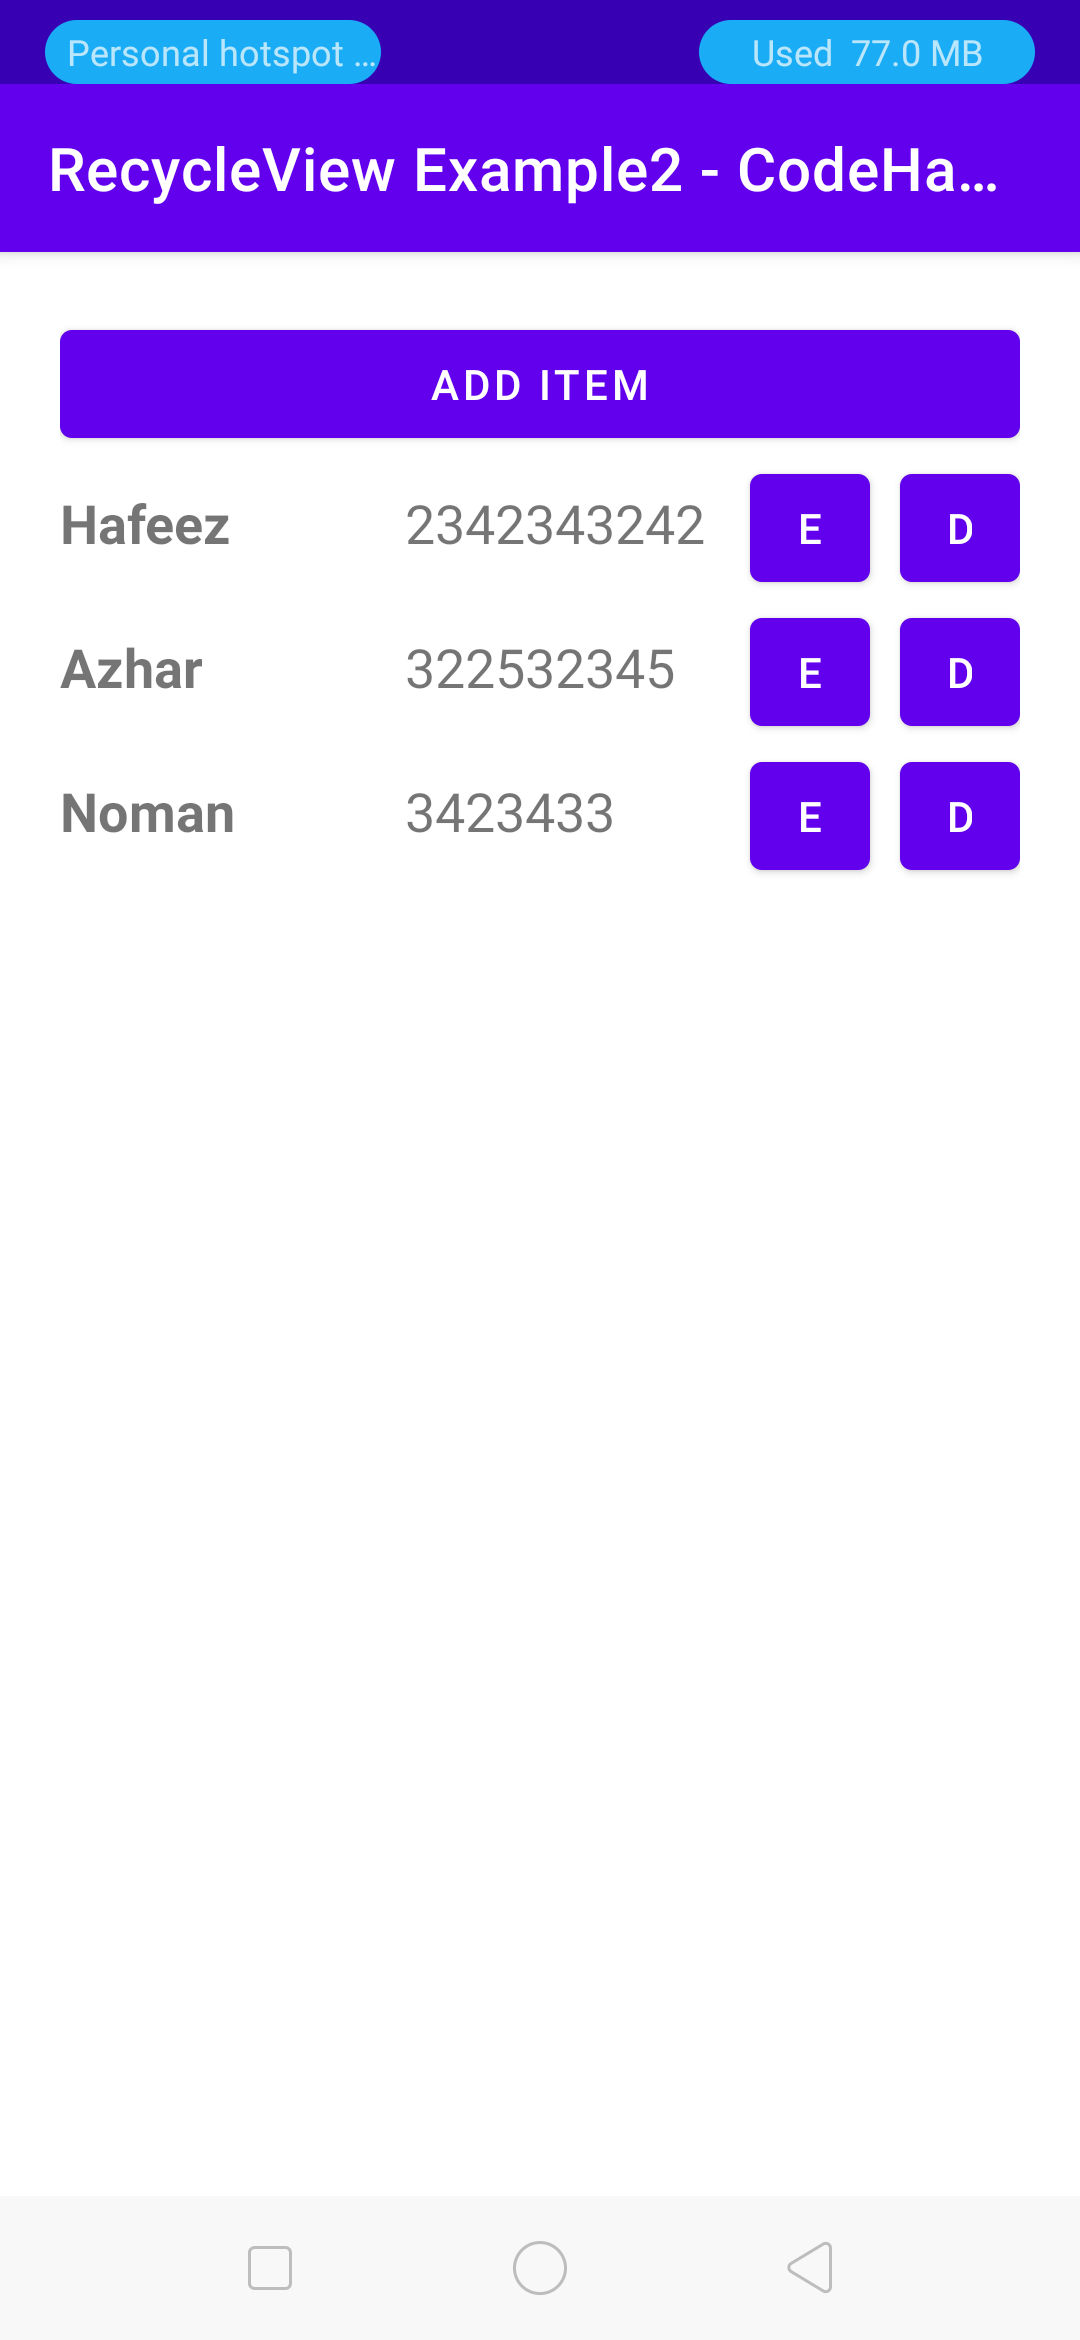 Personal hotspot ... Used 77.0 MB
RecycleView Example2 - CodeHa...
ADD ITEM
Hafeez 2342343242 E D
Azhar 322532345 E D
Noman 3423433 E D